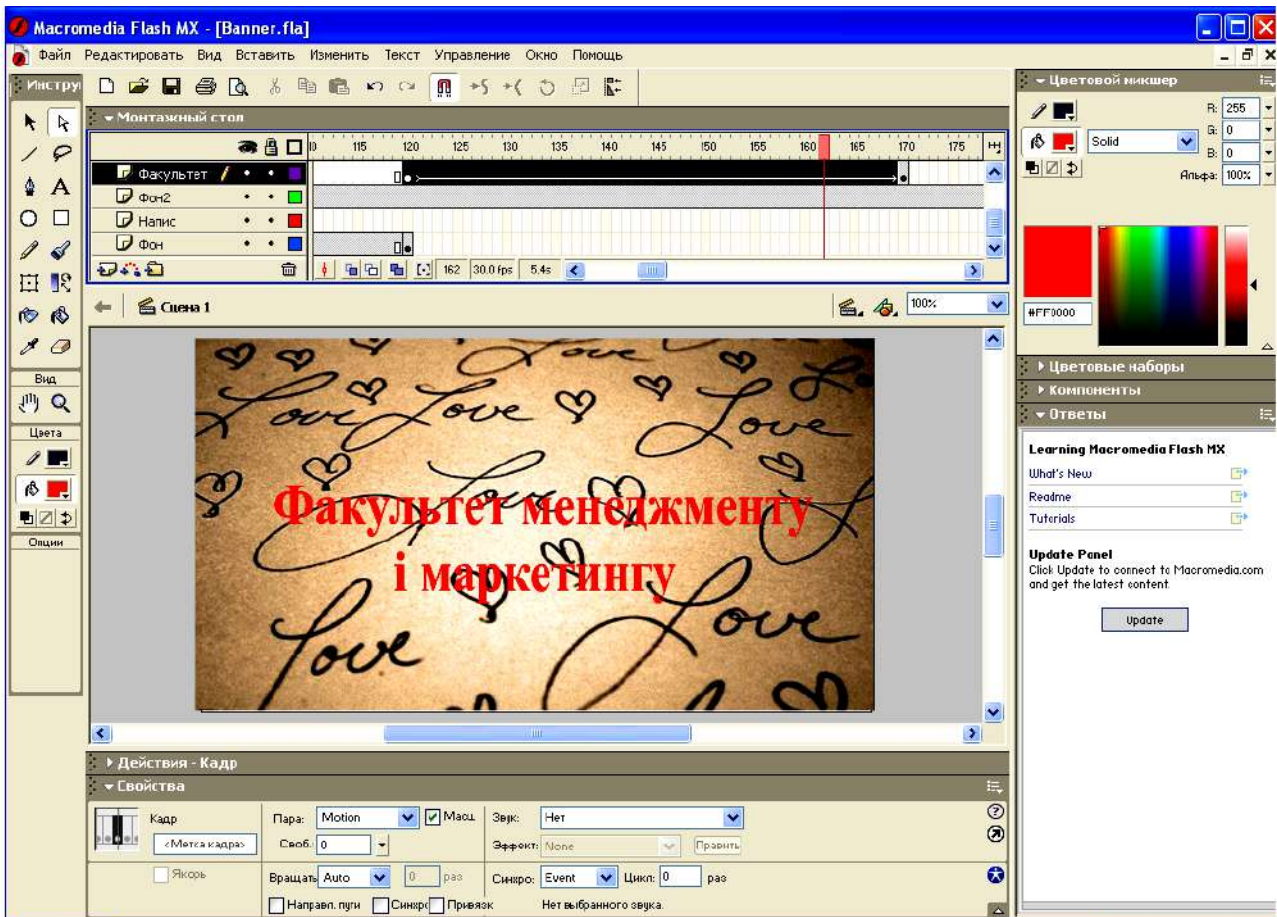 Macromedia Flash MX - [Banner.fla]
Файл Редактировать Вид Вставить Изменить Текст Управление Окно Помощь
Инстру
Вид
Цвета
Опции
Монтажный стол
0 115 120 125 130 135 140 145 150 155 160 165 170 175
Факультет
Фон2
Напис
Фон
162 30.0 fps 5.4s
Сцена 1
100%
Love Love Love Love
Love
Love Love
Факультет менеджменту
і маркетингу
Действия - Кадр
Свойства
Кадр
<Метка кадра>
Якорь
Пара: Motion Масш
Своб.: 0
Вращать Auto 0 раз
Направл. пути Синхро Привязк
Звук: Нет
Эффект: None Править
Синхро: Event Цикл: 0 раз
Нет выбранного звука.
Цветовой микшер
R: 255
Solid
G: 0
B: 0
Альфа: 100%
#FF0000
Цветовые наборы
Компоненты
Ответы
Learning Macromedia Flash MX
What's New
Readme
Tutorials
Update Panel
Click Update to connect to Macromedia.com
and get the latest content.
Update